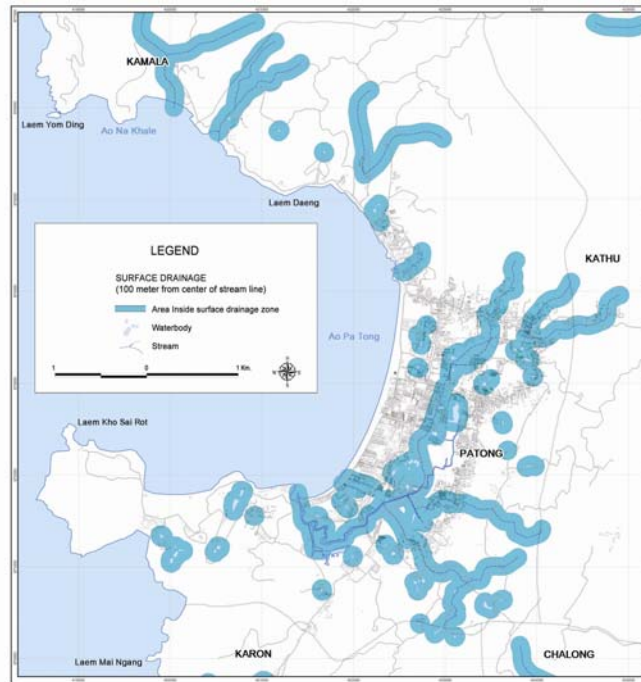 KAMALA
Laem Yom Ding
Ao Na Khale
Laem Daeng
LEGEND
SURFACE DRAINAGE
(100 meter from center of stream line)
Area Inside surface drainage zone
Waterbody
Stream
1 0 1 Km.
KATHU
Ao Pa Tong
Laem Kho Sai Rot
PATONG
KARON
CHALONG
Laem Mai Ngang